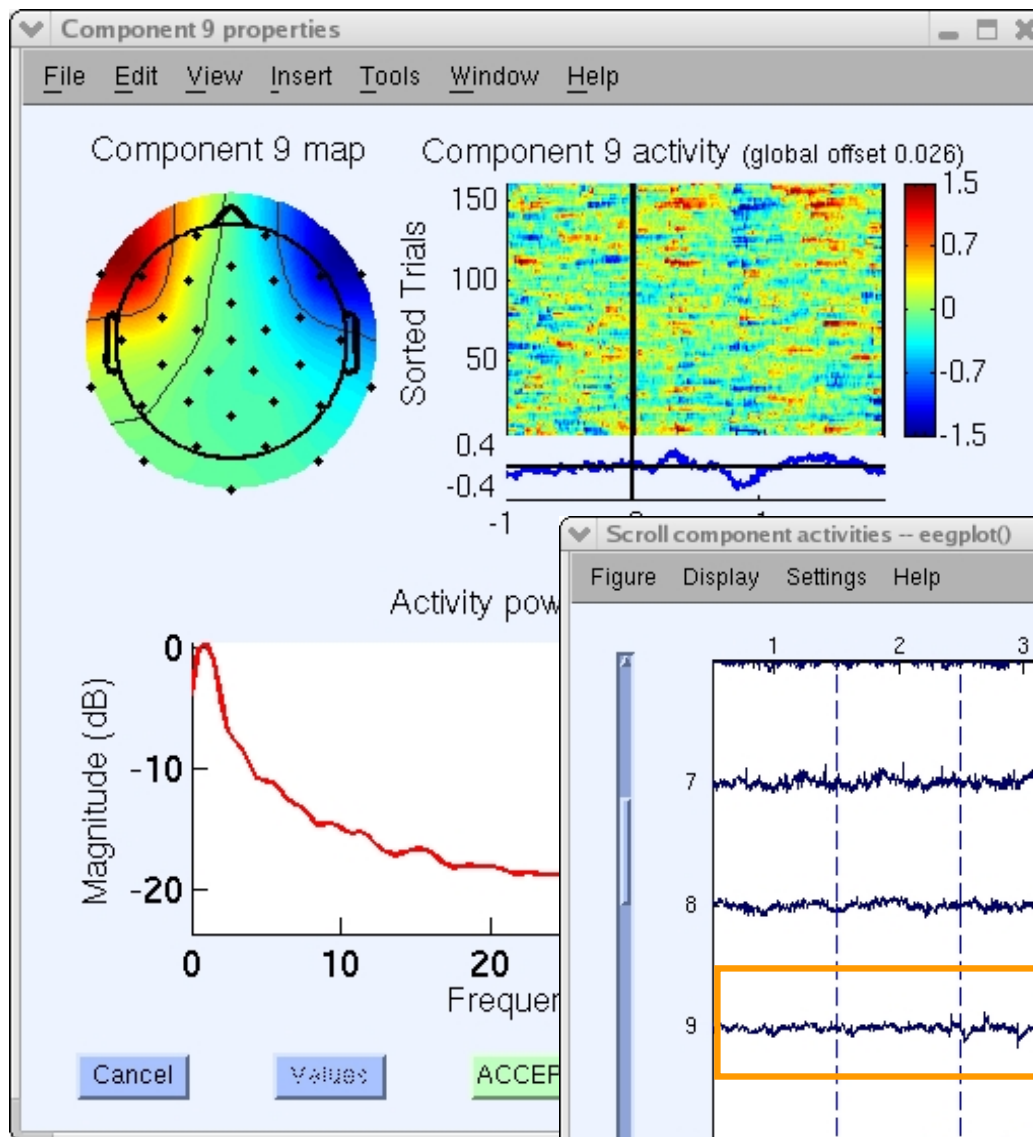 Component 9 properties
File Edit View Insert Tools Window Help
Component 9 map
Component 9 activity (global offset 0.026)
Sorted Trials
150
100
50
0.4
-0.4
-1
1.5
0.7
0
-0.7
-1.5
Activity pow
Magnitude (dB)
0
-10
-20
0 10 20
Frequen
Cancel
Values
ACCEP
Scroll component activities -- eegplot()
Figure Display Settings Help
1 2 3
7
8
9